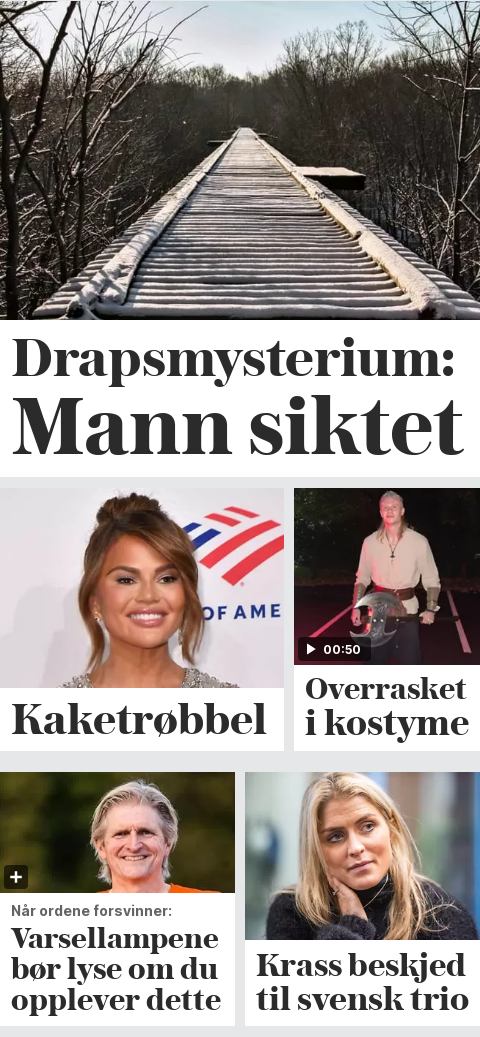 Drapsmysterium:
Mann siktet
OF AME
Kaketrøbbel
00:50
Overrasket
i kostyme
Når ordene forsvinner:
Varsellampene
bør lyse om du
opplever dette
Krass beskjed
til svensk trio